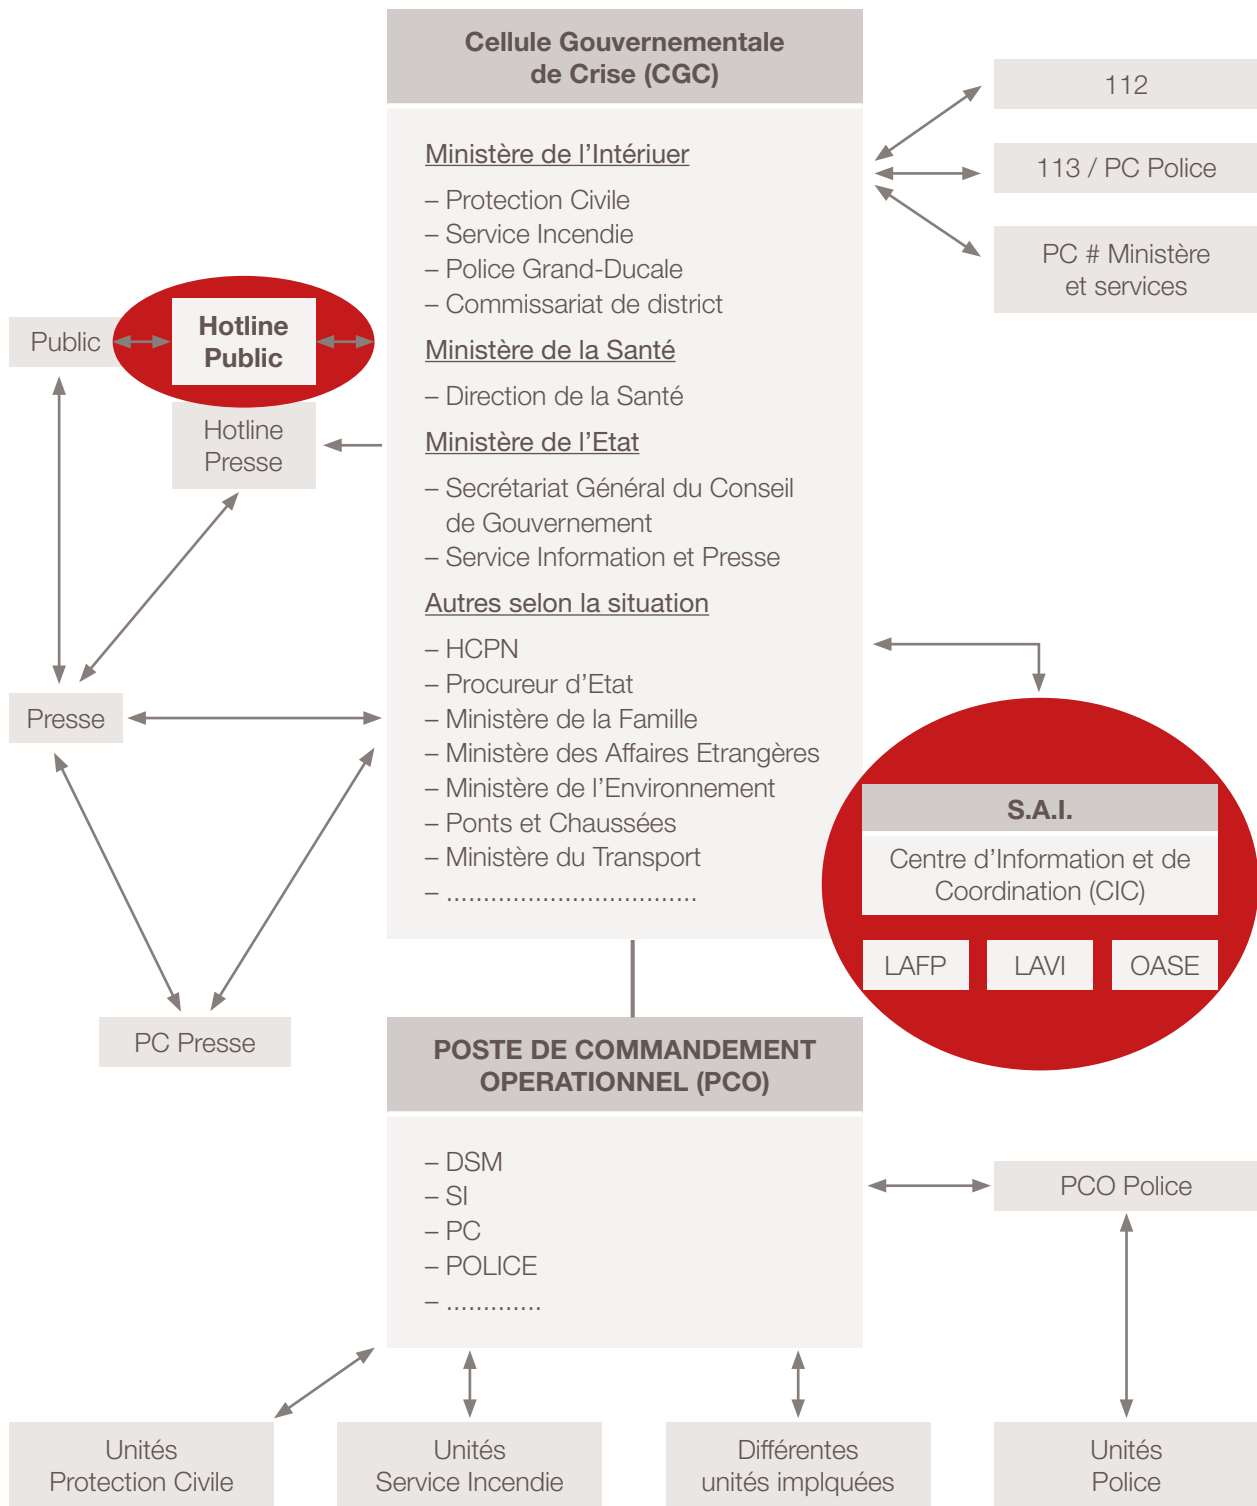 Cellule Gouvernementale
de Crise (CGC)
Ministère de l'Intériuer
– Protection Civile
– Service Incendie
– Police Grand-Ducale
– Commissariat de district
Ministère de la Santé
– Direction de la Santé
Ministère de l'Etat
– Secrétariat Général du Conseil
de Gouvernement
– Service Information et Presse
Autres selon la situation
– HCPN
– Procureur d'Etat
– Ministère de la Famille
– Ministère des Affaires Etrangères
– Ministère de l'Environnement
– Ponts et Chaussées
– Ministère du Transport
– ..................................
112
113 / PC Police
PC # Ministère
et services
Public
Hotline
Public
Hotline
Presse
Presse
PC Presse
S.A.I.
Centre d'Information et de
Coordination (CIC)
LAFP
LAVI
OASE
POSTE DE COMMANDEMENT
OPERATIONNEL (PCO)
– DSM
– SI
– PC
– POLICE
– .............
PCO Police
Unités
Protection Civile
Unités
Service Incendie
Différentes
unités implquées
Unités
Police